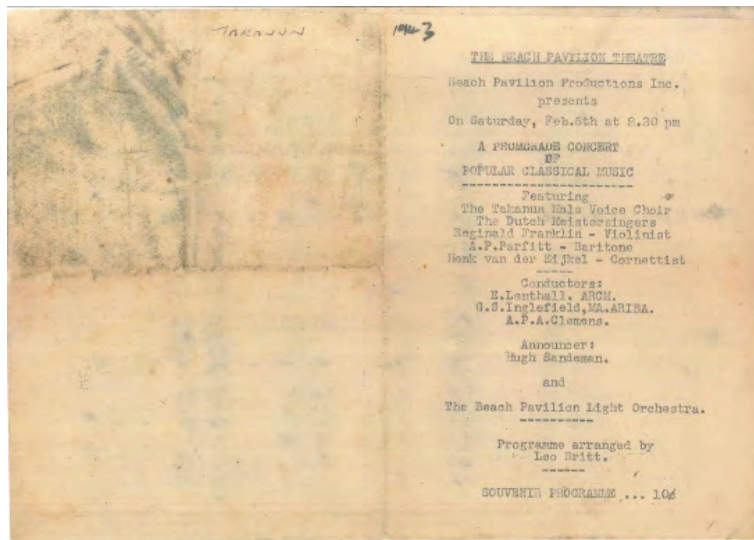 TAKANUN
1943
THE BEACH PAVILION THEATRE
Beach Pavilion Productions Inc.
presents
On Saturday, Feb.5th at 8.30 pm
A PROMGRADE CONCERT
OF
POPULAR CLASSICAL MUSIC
Featuring
The Takanun Male Voice Choir
The Dutch Meistersingers
Reginald Franklin - Violinist
A.P.Parfitt - Baritone
Henk van der Eijkel - Cornettist
Conductors:
E.Lenthall. ARCM.
G.S.Inglefield,MA.ARIBA.
A.P.A.Clemens.
Announcer:
Hugh Sandeman.
and
The Beach Pavilion Light Orchestra.
Programme arranged by
Leo Britt.
SOUVENIR PROGRAMME ... 10¢